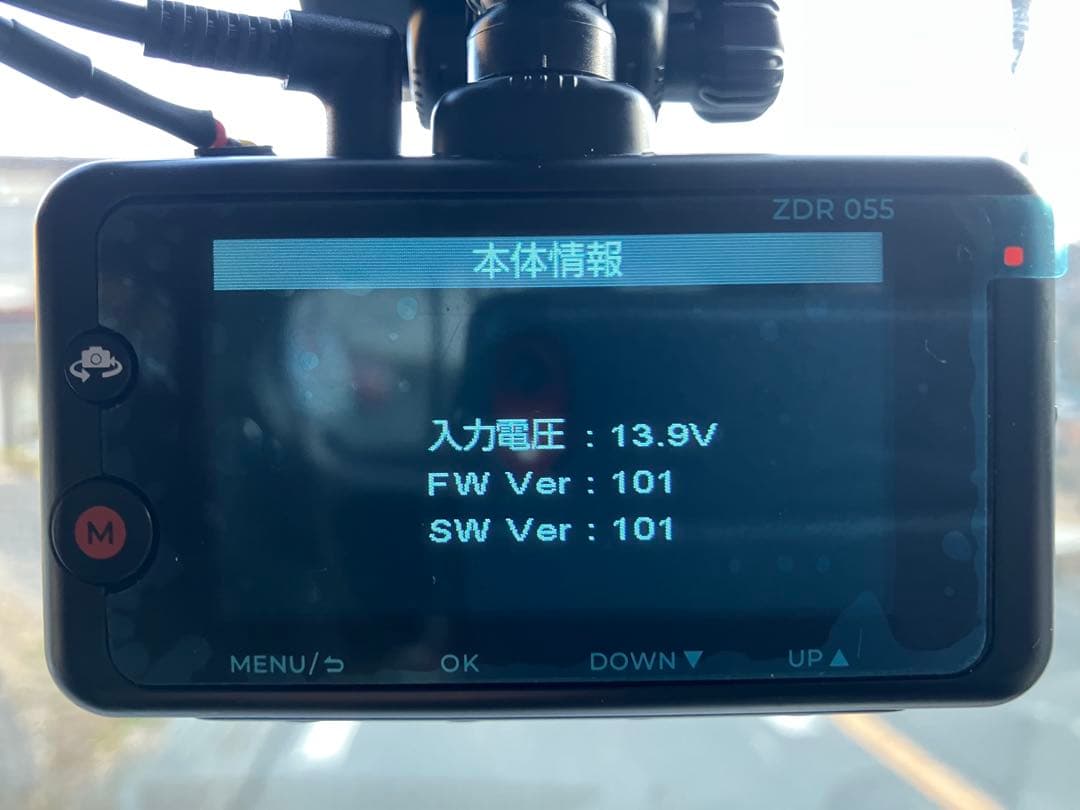 ZDR 055
本体情報
入力電圧 : 13.9V
FW Ver : 101
SW Ver : 101
M
MENU/⮌ OK DOWN▼ UP▲